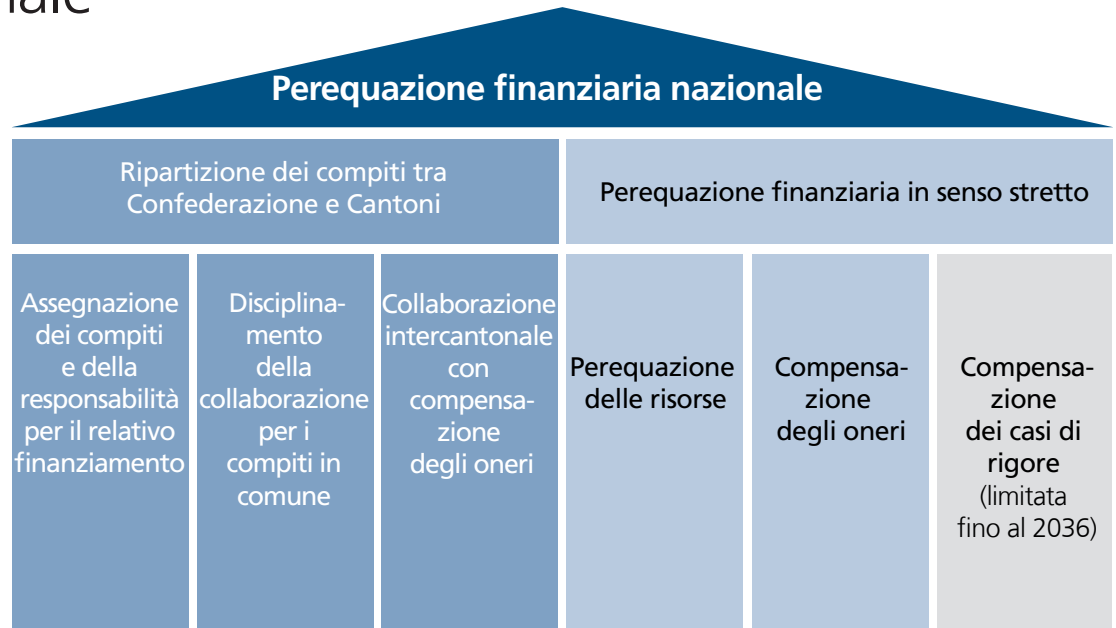 Perequazione finanziaria nazionale
Ripartizione dei compiti tra
Confederazione e Cantoni
Perequazione finanziaria in senso stretto
Assegnazione
dei compiti
e della
responsabilità
per il relativo
finanziamento
Disciplina-
mento
della
collaborazione
per i
compiti in
comune
Collaborazione
intercantonale
con
compensa-
zione
degli oneri
Perequazione
delle risorse
Compensa-
zione
degli oneri
Compensa-
zione
dei casi di
rigore
(limitata
fino al 2036)